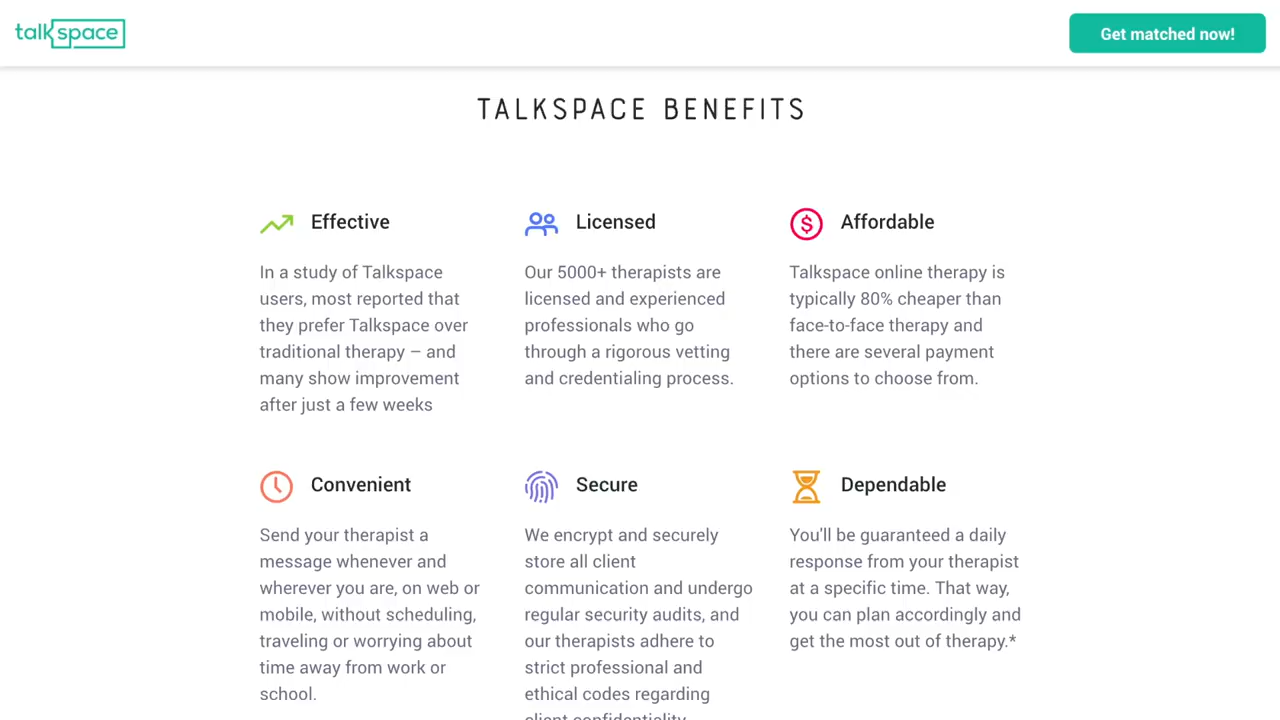 talkspace
Get matched now!
TALKSPACE BENEFITS
Effective
In a study of Talkspace
users, most reported that
they prefer Talkspace over
traditional therapy – and
many show improvement
after just a few weeks
Licensed
Our 5000+ therapists are
licensed and experienced
professionals who go
through a rigorous vetting
and credentialing process.
Affordable
Talkspace online therapy is
typically 80% cheaper than
face-to-face therapy and
there are several payment
options to choose from.
Convenient
Send your therapist a
message whenever and
wherever you are, on web or
mobile, without scheduling,
traveling or worrying about
time away from work or
school.
Secure
We encrypt and securely
store all client
communication and undergo
regular security audits, and
our therapists adhere to
strict professional and
ethical codes regarding
client confidentiality
Dependable
You'll be guaranteed a daily
response from your therapist
at a specific time. That way,
you can plan accordingly and
get the most out of therapy.*